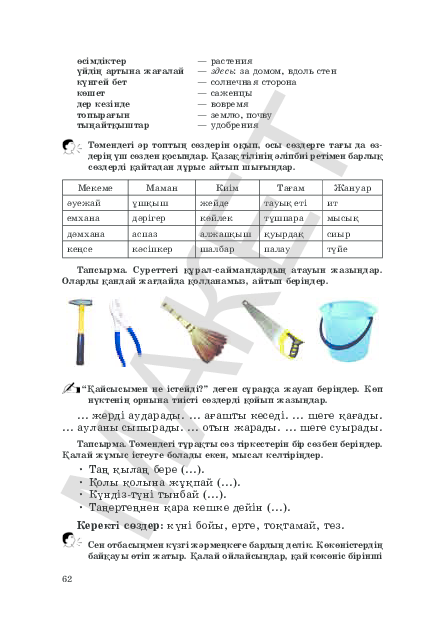 өсімдіктер — растения
үйдің артына жағалай — здесь: за домом, вдоль стен
күнгей бет — солнечная сторона
көшет — саженцы
дер кезінде — вовремя
топырағын — землю, почву
тыңайтқыштар — удобрения
Төмендегі әр топтың сөздерін оқып, осы сөздерге тағы да өз-
дерің үш сөзден қосыңдар. Қазақ тілінің әліпбиі ретімен барлық
сөздерді қайтадан дұрыс айтып шығыңдар.
Мекеме Маман Киім Тағам Жануар
әуежай ұшқыш жейде тауық еті ит
емхана дәрігер көйлек тұшпара мысық
дәмхана аспаз алжапқыш қуырдақ сиыр
кеңсе кәсіпкер шалбар палау түйе
Тапсырма. Суреттегі құрал-саймандардың атауын жазыңдар.
Оларды қандай жағдайда қолданамыз, айтып беріңдер.
“Қайсысымен не істейді?” деген сұраққа жауап беріңдер. Көп
нүктенің орнына тиісті сөздерді қойып жазыңдар.
... жерді аударады. ... ағашты кеседі. ... шеге қағады.
... ауланы сыпырады. ... отын жарады. ... шеге суырады.
Тапсырма. Төмендегі тұрақты сөз тіркестерін бір сөзбен беріңдер.
Қалай жұмыс істеуге болады екен, мысал келтіріңдер.
• Таң қылаң бере (...).
• Қолы қолына жұқпай (...).
• Күндіз-түні тынбай (...).
• Таңертеңнен қара кешке дейін (...).
Керекті сөздер: күні бойы, ерте, тоқтамай, тез.
Сен отбасыңмен күзгі жәрмеңкеге бардың делік. Көкөністердің
байқауы өтіп жатыр. Қалай ойлайсыңдар, қай көкөніс бірінші
62
МАКЕТ